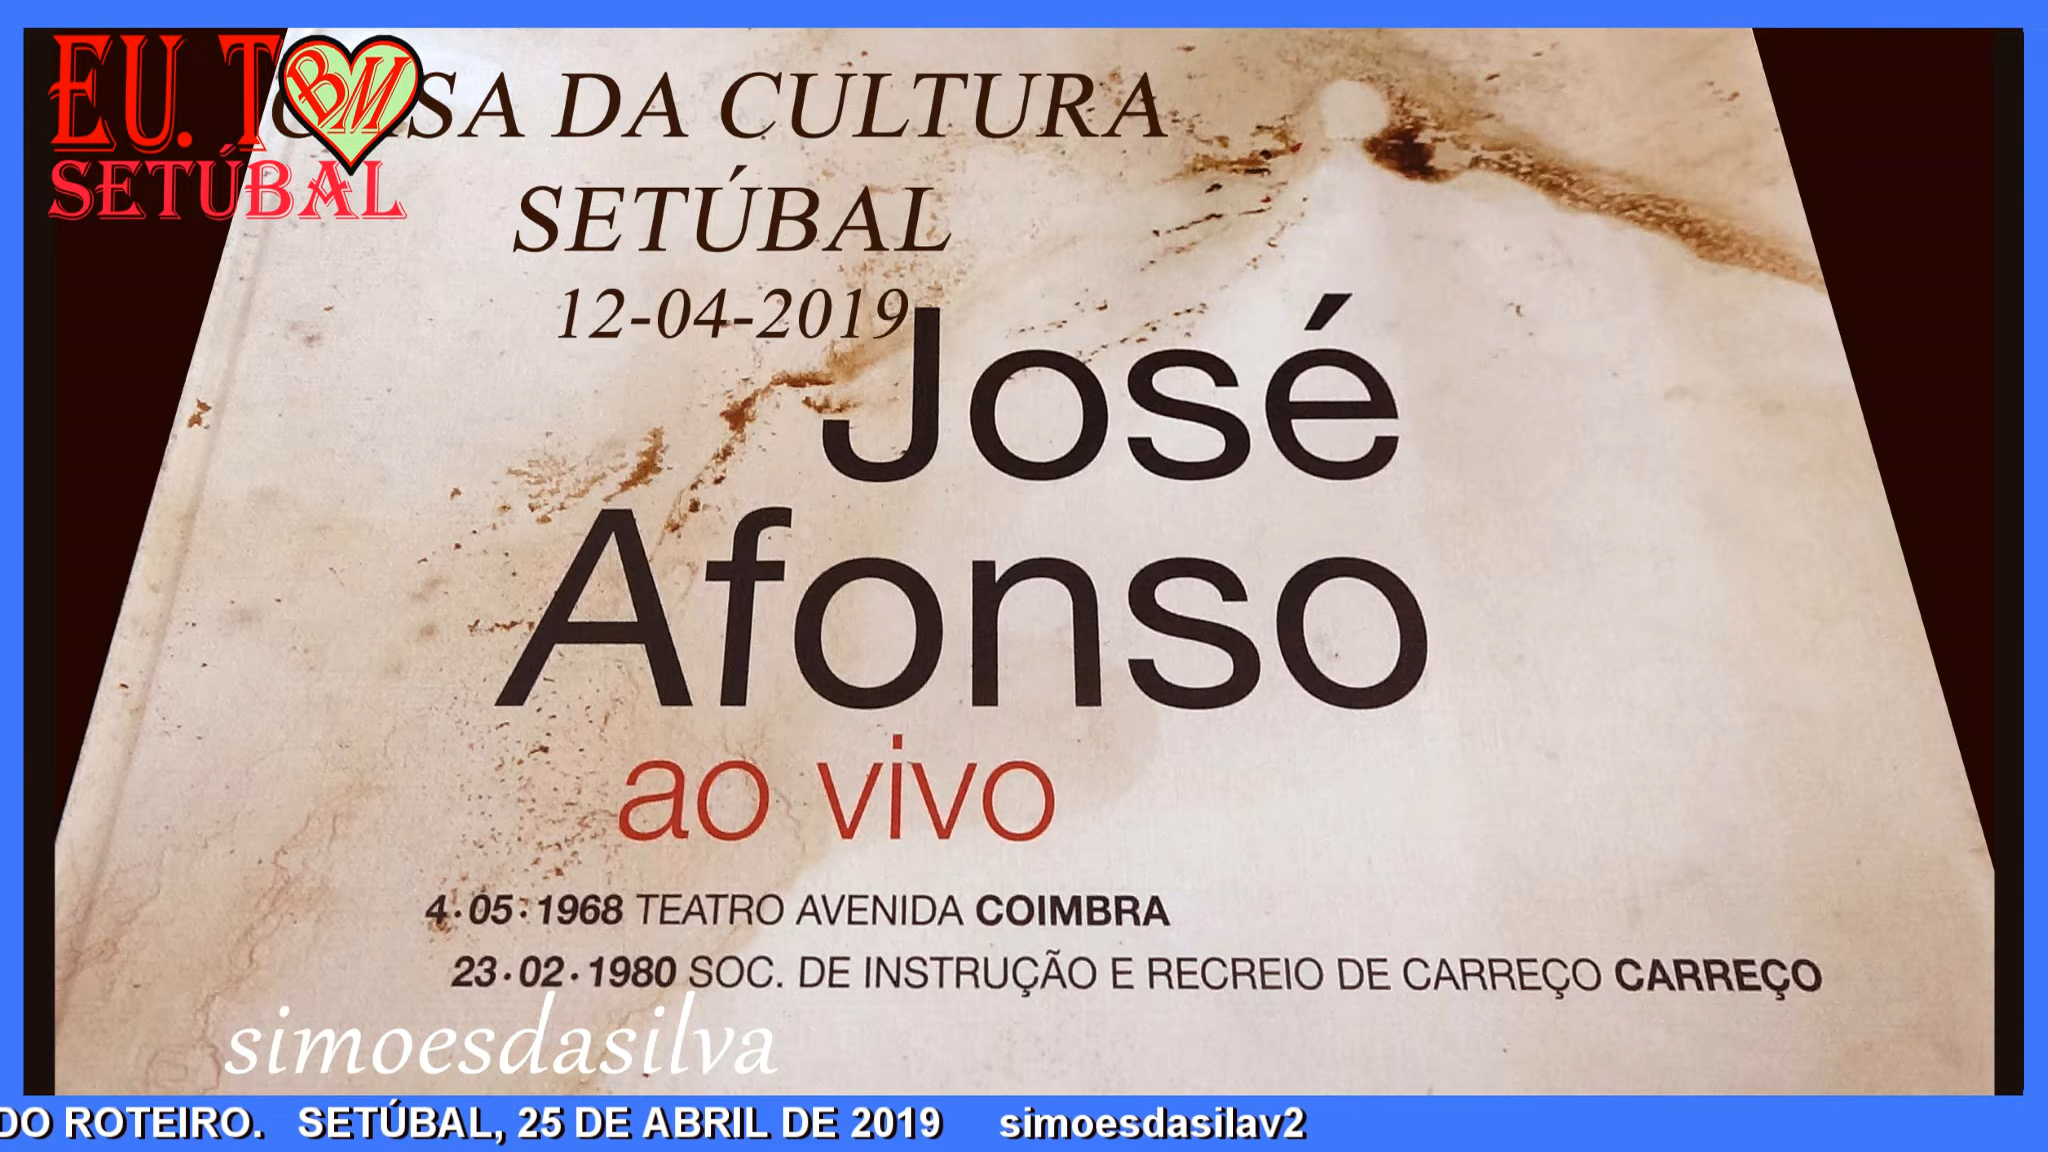 EU. T BM
SETÚBAL
CASA DA CULTURA
SETÚBAL
12-04-2019
José
Afonso
ao vivo
4·05·1968 TEATRO AVENIDA COIMBRA
23·02·1980 SOC. DE INSTRUÇÃO E RECREIO DE CARREÇO CARREÇO
simoesdasilva
DO ROTEIRO. SETÚBAL, 25 DE ABRIL DE 2019 simoesdasilav2